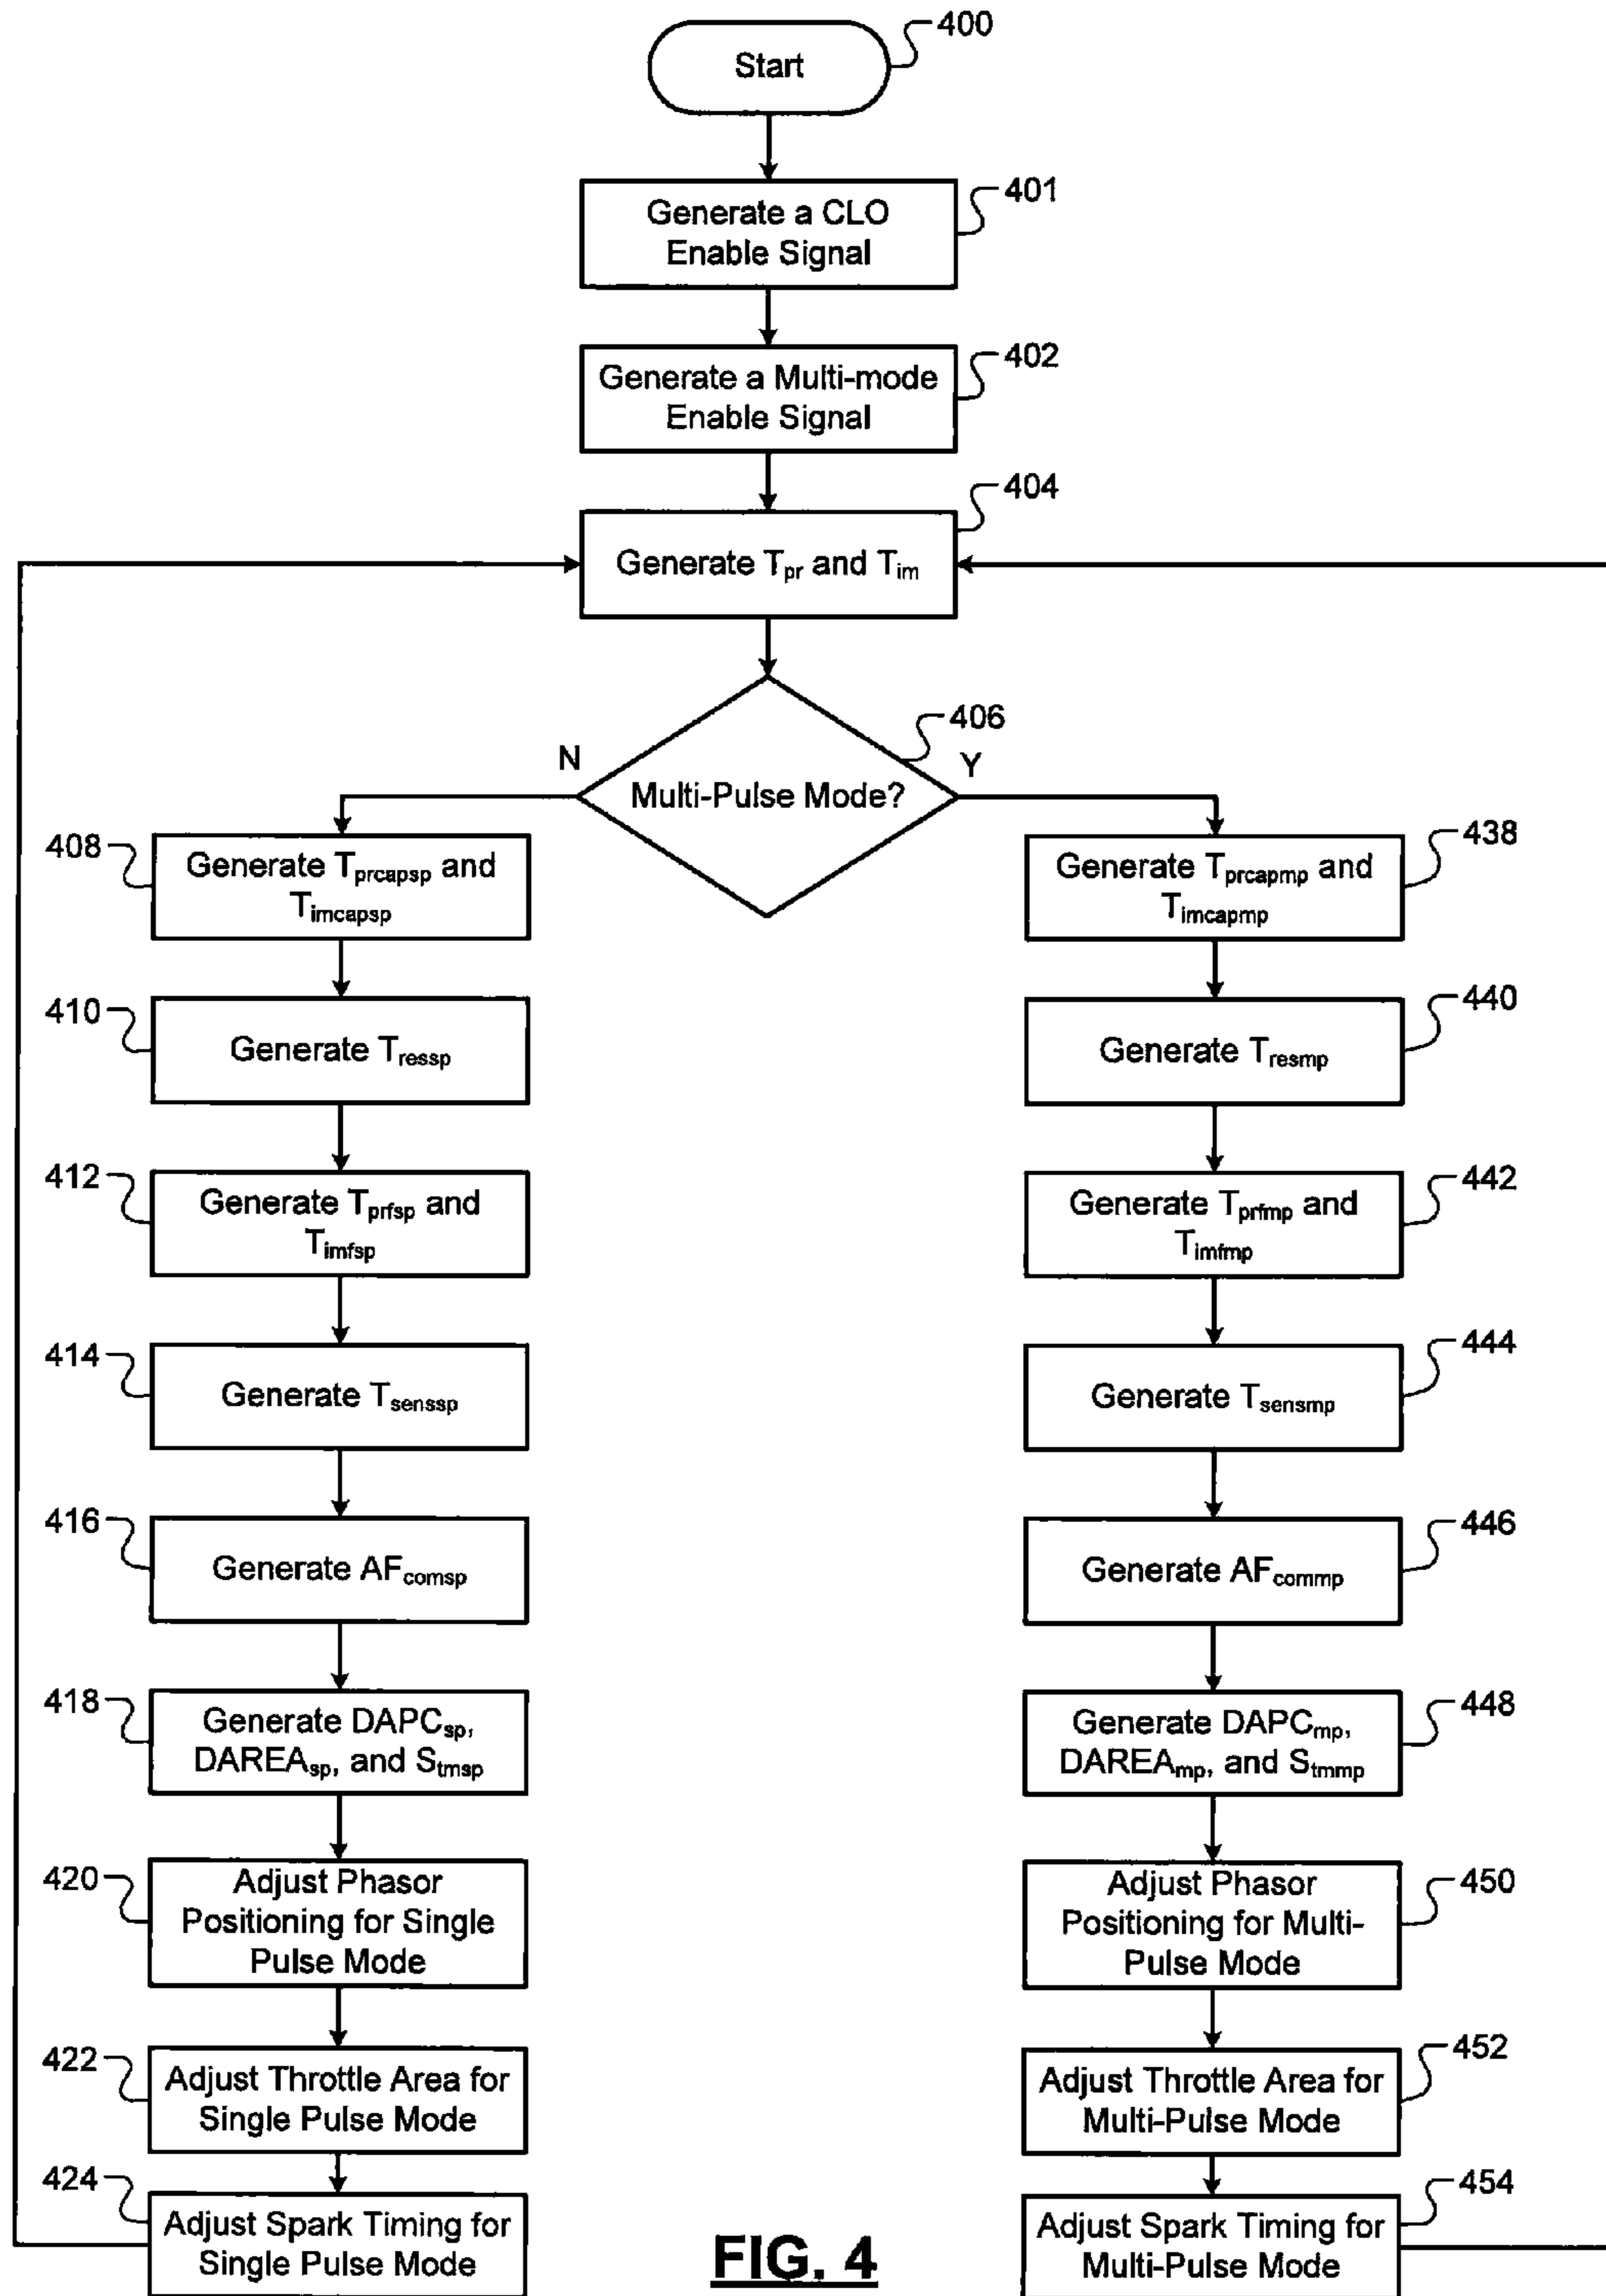 Start
400
Generate a CLO
Enable Signal
401
Generate a Multi-mode
Enable Signal
402
404
Generate Tpr and Tim
406
N
Y
Multi-Pulse Mode?
408
Generate Tprcapsp and
Timcapsp
410
Generate Tressp
412
Generate Tprfsp and
Timfsp
414
Generate Tsenssp
416
Generate AFcomsp
418
Generate DAPCsp,
DAREAsp, and Stmsp
420
Adjust Phasor
Positioning for Single
Pulse Mode
422
Adjust Throttle Area for
Single Pulse Mode
424
Adjust Spark Timing for
Single Pulse Mode
438
Generate Tprcapmp and
Timcapmp
440
Generate Tresmp
442
Generate Tprfmp and
Timfmp
444
Generate Tsensmp
446
Generate AFcommp
448
Generate DAPCmp,
DAREAmp, and Stmmp
450
Adjust Phasor
Positioning for Multi-
Pulse Mode
452
Adjust Throttle Area for
Multi-Pulse Mode
454
Adjust Spark Timing for
Multi-Pulse Mode
FIG. 4